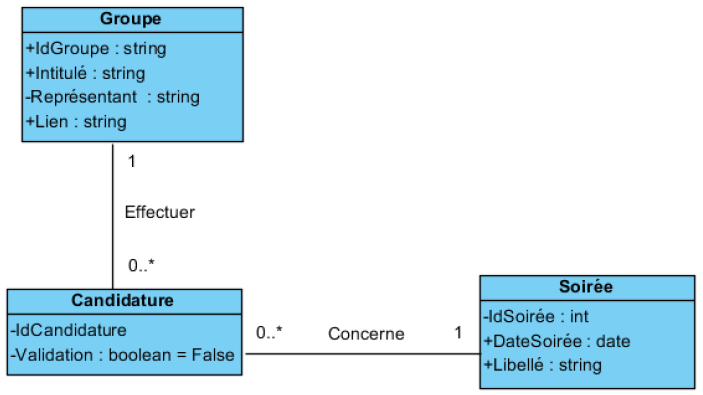 Groupe
+IdGroupe : string
+Intitulé : string
-Représentant : string
+Lien : string
1
Effectuer
0..*
Candidature
-IdCandidature
-Validation : boolean = False
0..*
Concerne
1
Soirée
-IdSoirée : int
+DateSoirée : date
+Libellé : string